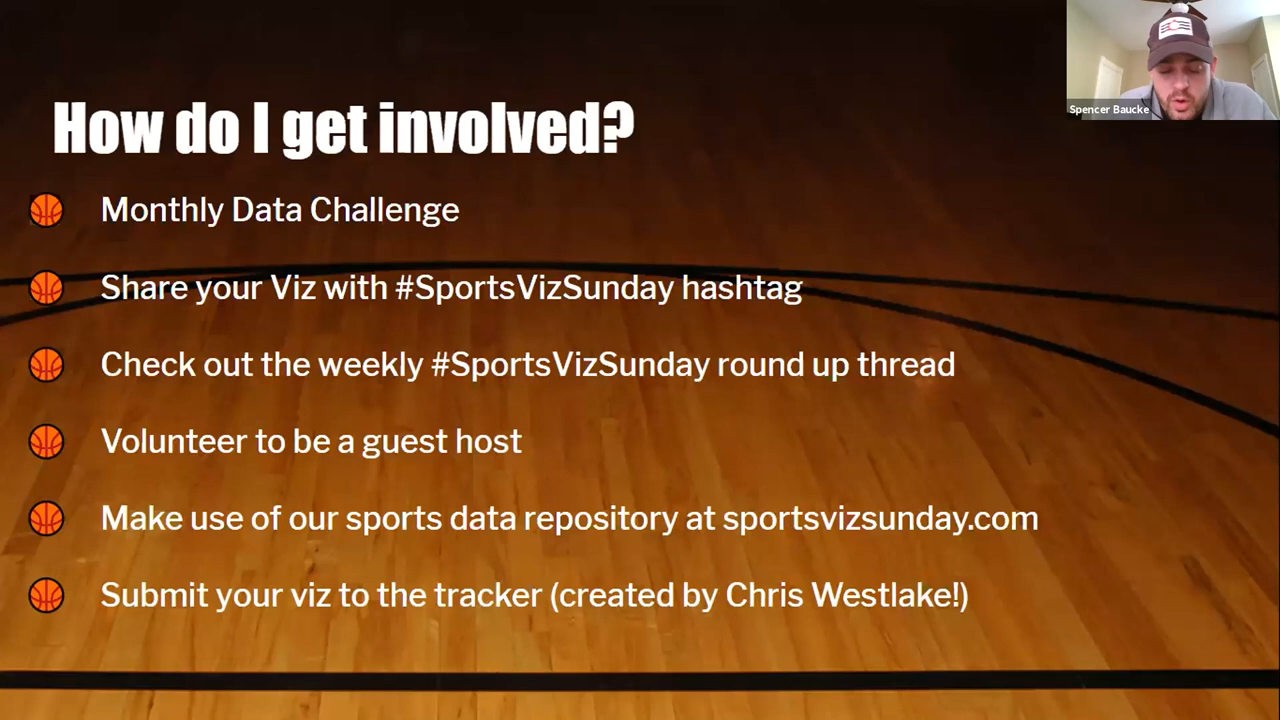 How do I get involved?
Spencer Baucke
Monthly Data Challenge
Share your Viz with #SportsVizSunday hashtag
Check out the weekly #SportsVizSunday round up thread
Volunteer to be a guest host
Make use of our sports data repository at sportsvizsunday.com
Submit your viz to the tracker (created by Chris Westlake!)